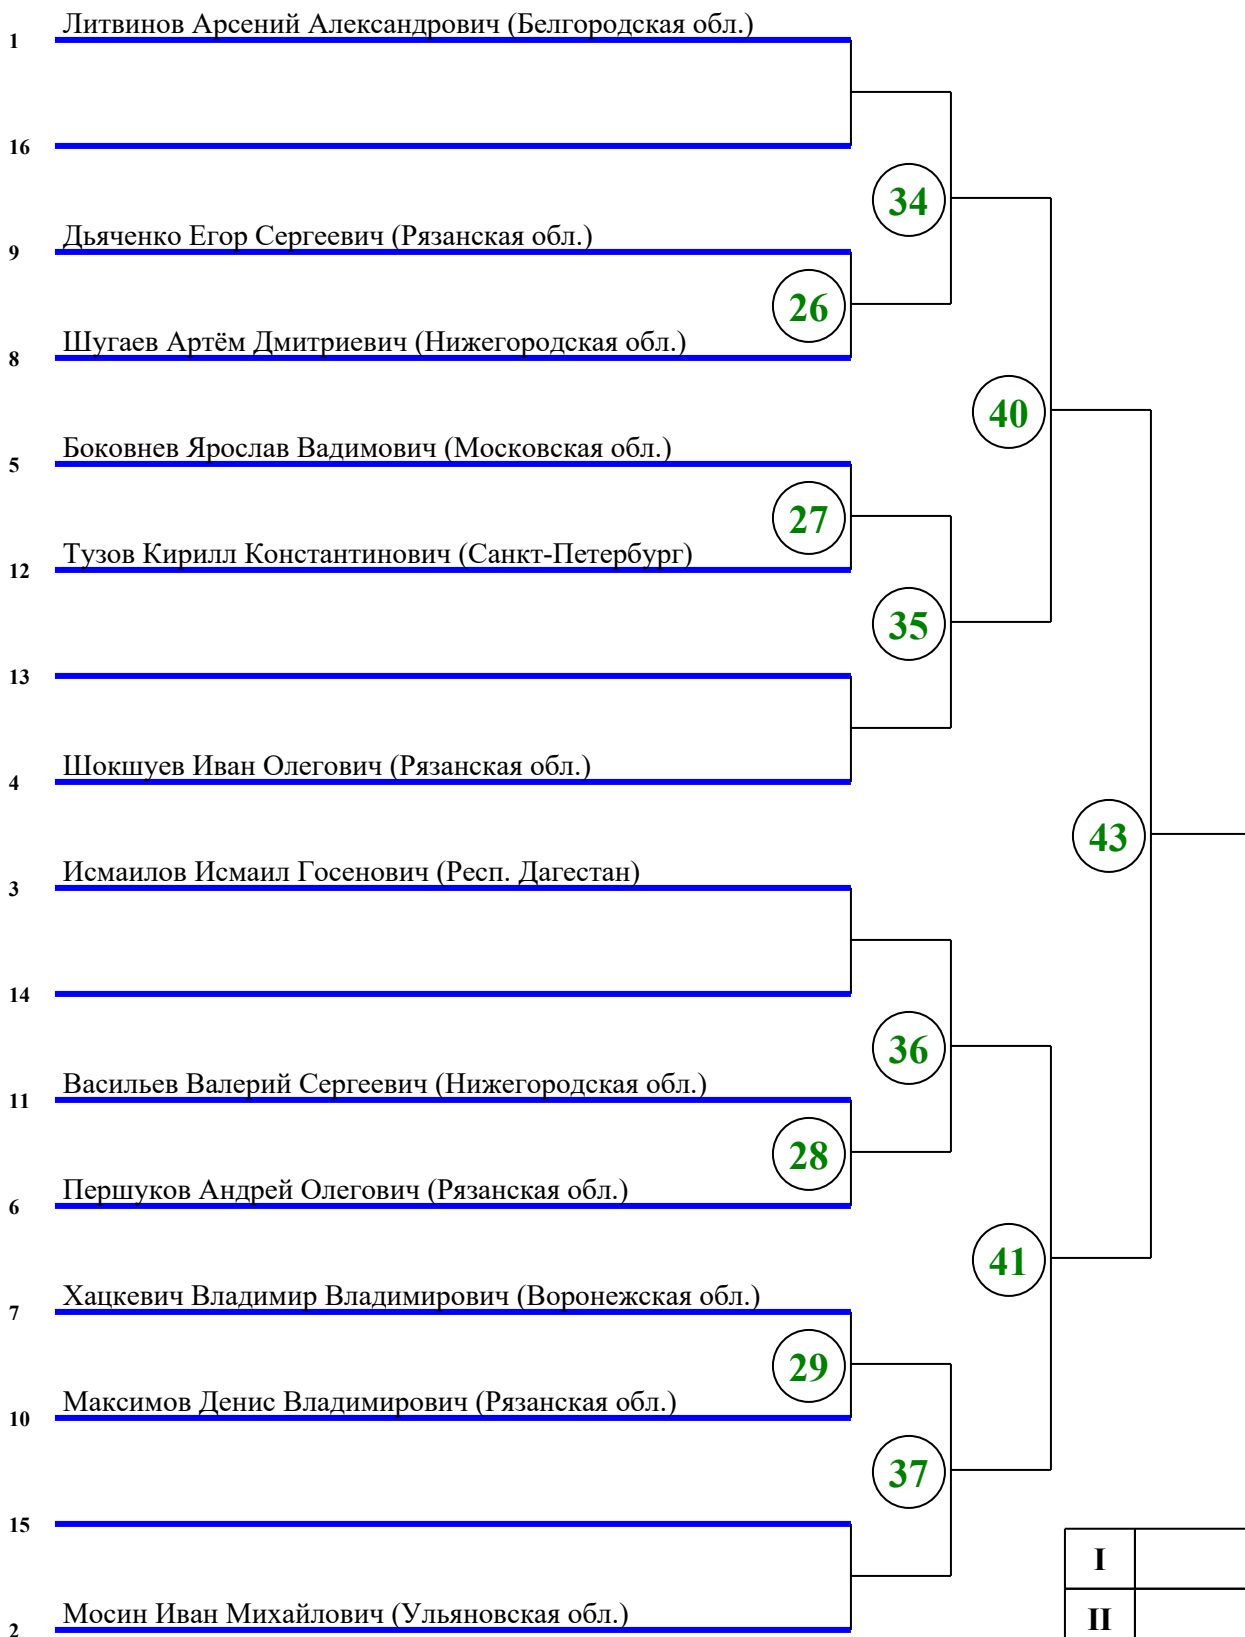 Литвинов Арсений Александрович (Белгородская обл.)
1
16
34
Дьяченко Егор Сергеевич (Рязанская обл.)
9
26
Шугаев Артём Дмитриевич (Нижегородская обл.)
8
40
Боковнев Ярослав Вадимович (Московская обл.)
5
27
Тузов Кирилл Константинович (Санкт-Петербург)
12
35
13
Шокшуев Иван Олегович (Рязанская обл.)
4
43
Исмаилов Исмаил Госенович (Респ. Дагестан)
3
14
36
Васильев Валерий Сергеевич (Нижегородская обл.)
11
28
Першуков Андрей Олегович (Рязанская обл.)
6
41
Хацкевич Владимир Владимирович (Воронежская обл.)
7
29
Максимов Денис Владимирович (Рязанская обл.)
10
37
15
I
Мосин Иван Михайлович (Ульяновская обл.)
2
II